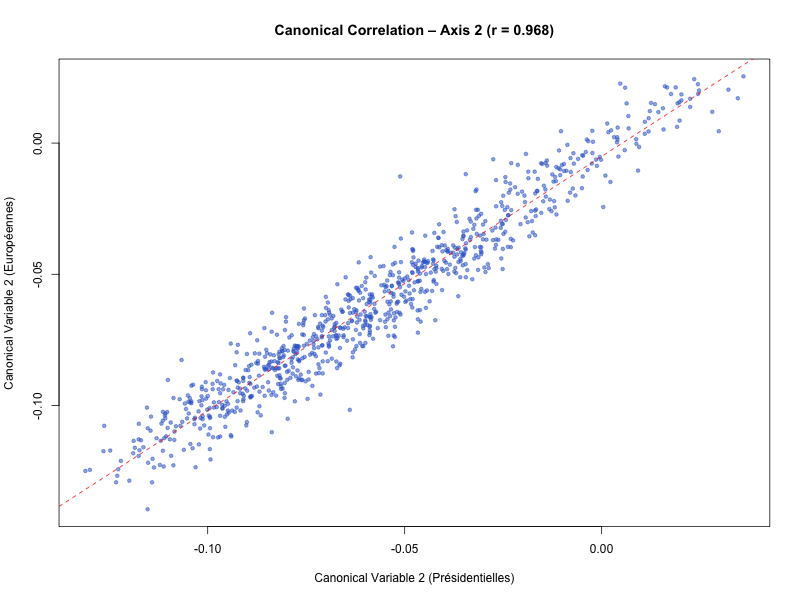 Canonical Correlation – Axis 2 (r = 0.968)
Canonical Variable 2 (Européennes)
0.00
-0.05
-0.10
-0.10
-0.05
0.00
Canonical Variable 2 (Présidentielles)